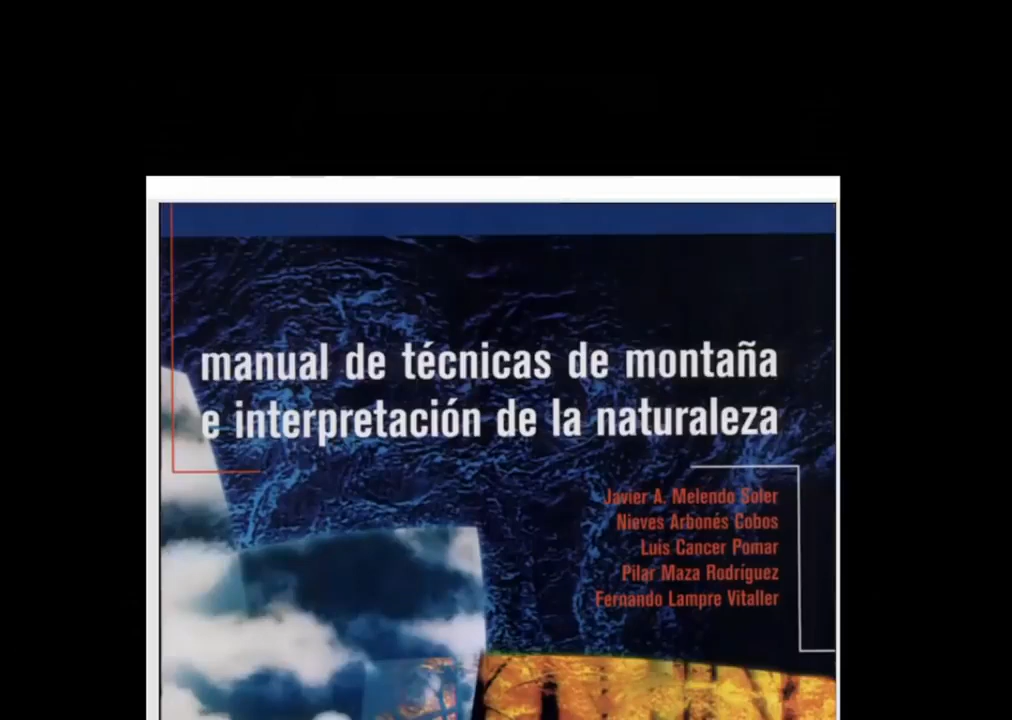 manual de técnicas de montaña
e interpretación de la naturaleza
Javier A. Melendo Soler
Nieves Arbonés Cobos
Luis Cancer Pomar
Pilar Maza Rodríguez
Fernando Lampre Vitaller